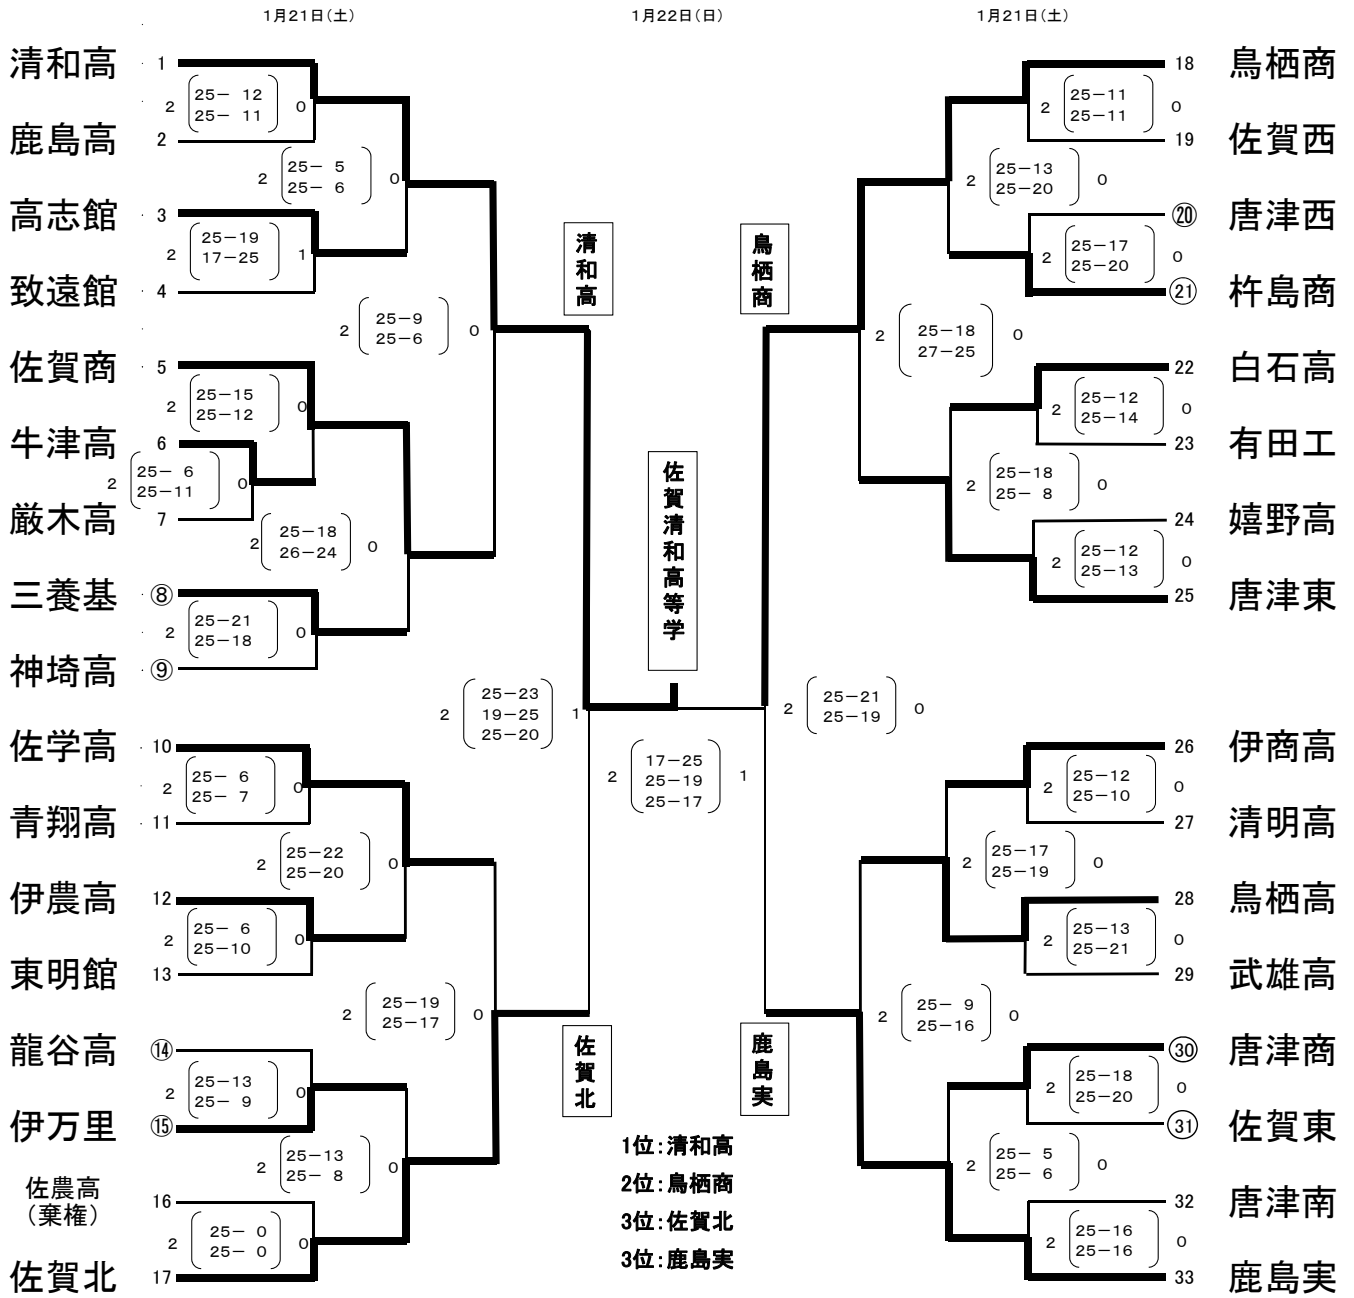 1月21日(土)
1月22日(日)
1月21日(土)
清和高 1
2 25－ 12 0
25－ 11
鹿島高 2
2 25－ 5 0
25－ 6
高志館 3
2 25－19 1
17－25
致遠館 4
2 25－9 0
25－6
佐賀商 5
2 25－15 0
25－12
牛津高 6
2 25－ 6 0
25－11
厳木高 7
2 25－18 0
26－24
三養基 ⑧
2 25－21 0
25－18
神埼高 ⑨
佐学高 10
2 25－ 6 0
25－ 7
青翔高 11
2 25－22 0
25－20
伊農高 12
2 25－ 6 0
25－10
東明館 13
2 25－19 0
25－17
龍谷高 ⑭
2 25－13 0
25－ 9
伊万里 ⑮
2 25－13 0
25－ 8
佐農高 16
(棄権)
2 25－ 0 0
25－ 0
佐賀北 17
清和高
鳥栖商
佐賀清和高等学
2 25－23 1
19－25
25－20
2 17－25 1
25－19
25－17
2 25－21 0
25－19
佐賀北
鹿島実
1位:清和高
2位:鳥栖商
3位:佐賀北
3位:鹿島実
18 鳥栖商
2 25－11 0
25－11
19 佐賀西
2 25－13 0
25－20
⑳ 唐津西
2 25－17 0
25－20
㉑ 杵島商
2 25－18 0
27－25
22 白石高
2 25－12 0
25－14
23 有田工
2 25－18 0
25－ 8
24 嬉野高
2 25－12 0
25－13
25 唐津東
26 伊商高
2 25－12 0
25－10
27 清明高
2 25－17 0
25－19
28 鳥栖高
2 25－13 0
25－21
29 武雄高
2 25－ 9 0
25－16
㉚ 唐津商
2 25－18 0
25－20
㉛ 佐賀東
2 25－ 5 0
25－ 6
32 唐津南
2 25－16 0
25－16
33 鹿島実